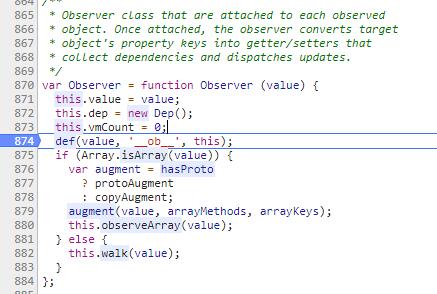 864 /**
865  * Observer class that are attached to each observed
866  * object. Once attached, the observer converts target
867  * object's property keys into getter/setters that
868  * collect dependencies and dispatches updates.
869  */
870 var Observer = function Observer (value) {
871   this.value = value;
872   this.dep = new Dep();
873   this.vmCount = 0;
874   def(value, '__ob__', this);
875   if (Array.isArray(value)) {
876     var augment = hasProto
877       ? protoAugment
878       : copyAugment;
879     augment(value, arrayMethods, arrayKeys);
880     this.observeArray(value);
881   } else {
882     this.walk(value);
883   }
884 };